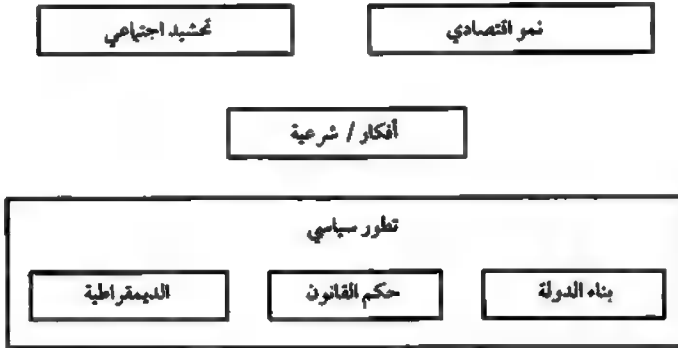 نمو اقتصادي
تحشيد اجتماعي
أفكار / شرعية
تطور سياسي
بناء الدولة
حكم القانون
الديمقراطية